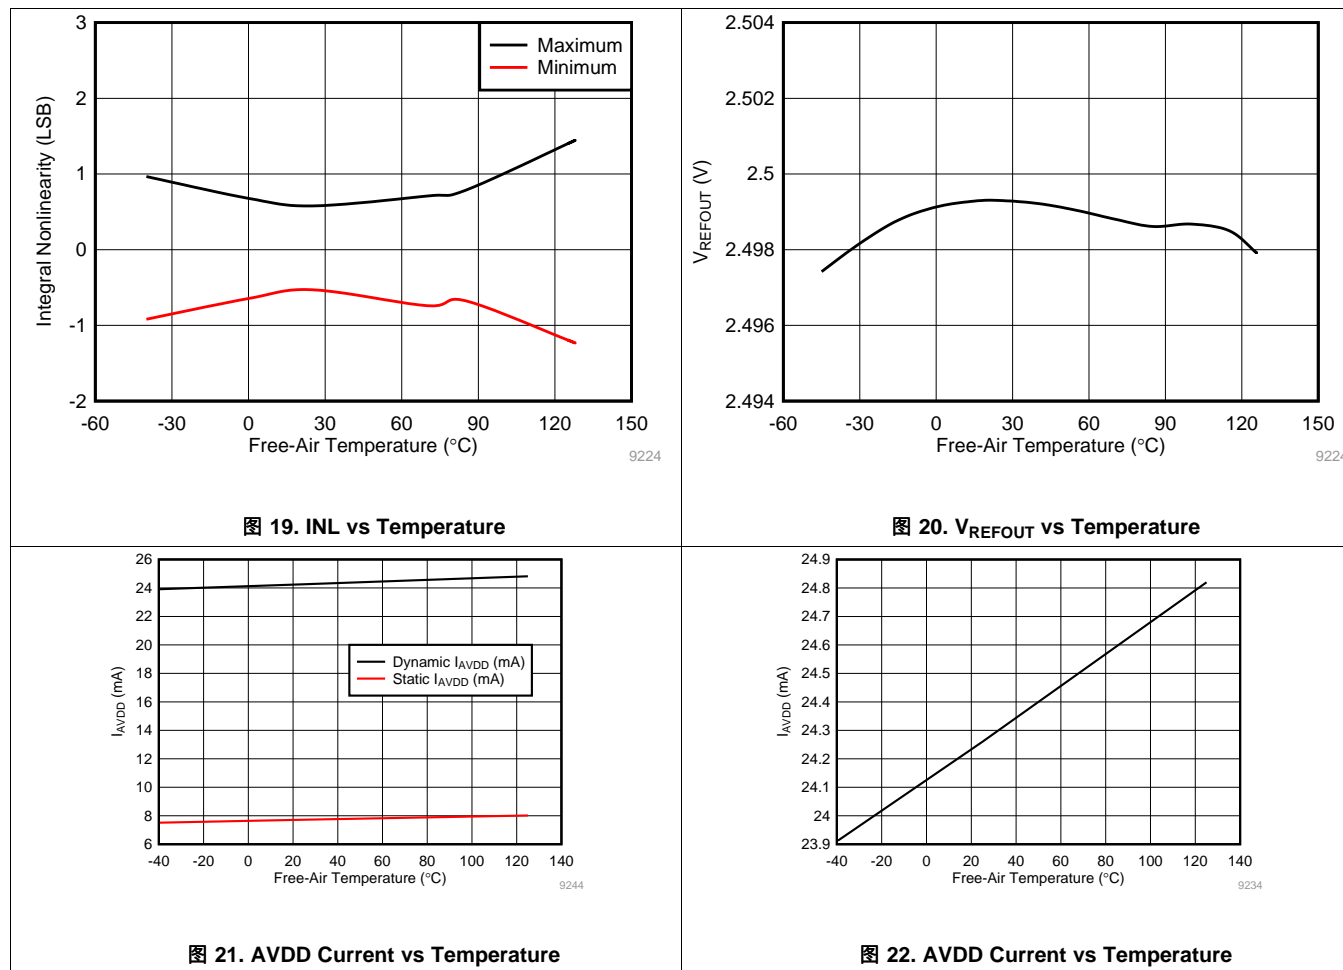 3
2
1
0
-1
-2
Integral Nonlinearity (LSB)
Maximum
Minimum
-60 -30 0 30 60 90 120 150
Free-Air Temperature (°C)
9224
图 19. INL vs Temperature
2.504
2.502
2.5
2.498
2.496
2.494
VREFOUT (V)
-60 -30 0 30 60 90 120 150
Free-Air Temperature (°C)
9224
图 20. VREFOUT vs Temperature
26
24
22
20
18
16
14
12
10
8
6
IAVDD (mA)
Dynamic IAVDD (mA)
Static IAVDD (mA)
-40 -20 0 20 40 60 80 100 120 140
Free-Air Temperature (°C)
9244
图 21. AVDD Current vs Temperature
24.9
24.8
24.7
24.6
24.5
24.4
24.3
24.2
24.1
24
23.9
IAVDD (mA)
-40 -20 0 20 40 60 80 100 120 140
Free-Air Temperature (°C)
9234
图 22. AVDD Current vs Temperature